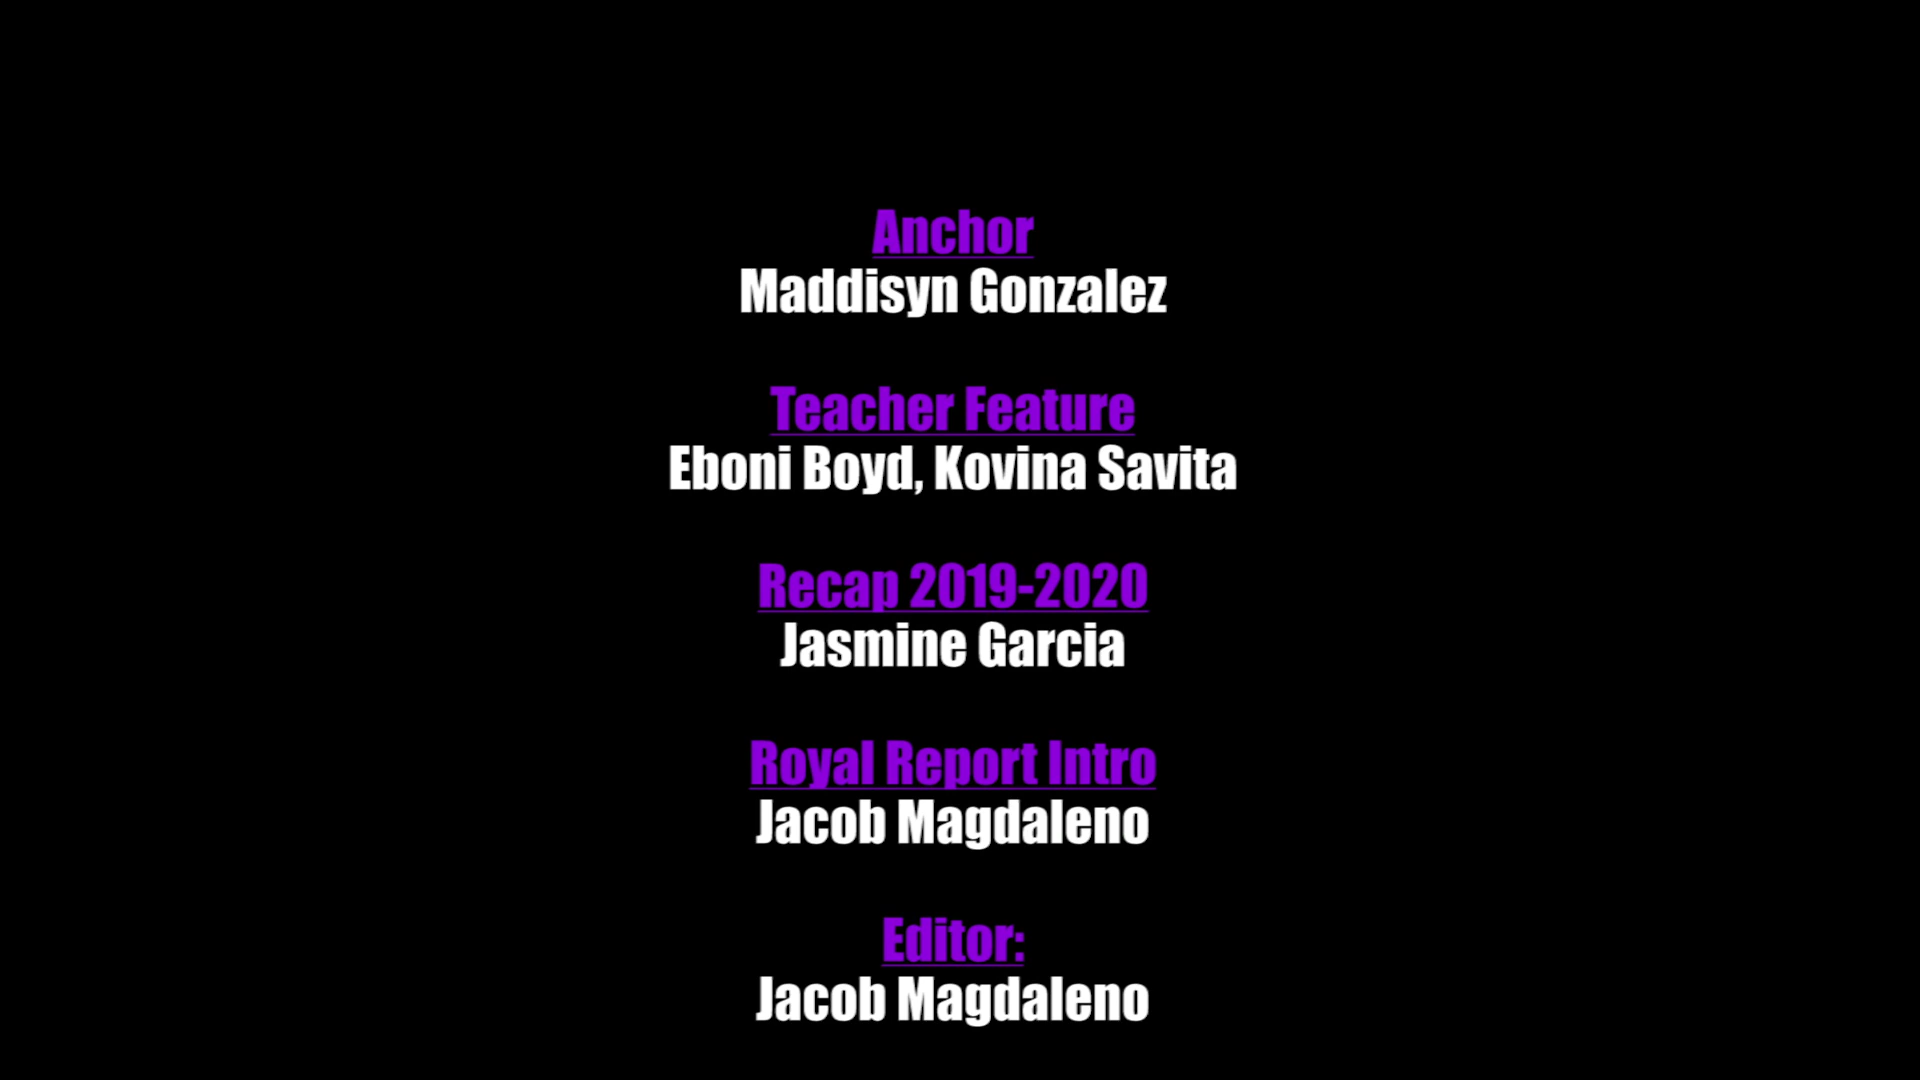 Anchor
Maddisyn Gonzalez
Teacher Feature
Eboni Boyd, Kovina Savita
Recap 2019-2020
Jasmine Garcia
Royal Report Intro
Jacob Magdaleno
Editor:
Jacob Magdaleno